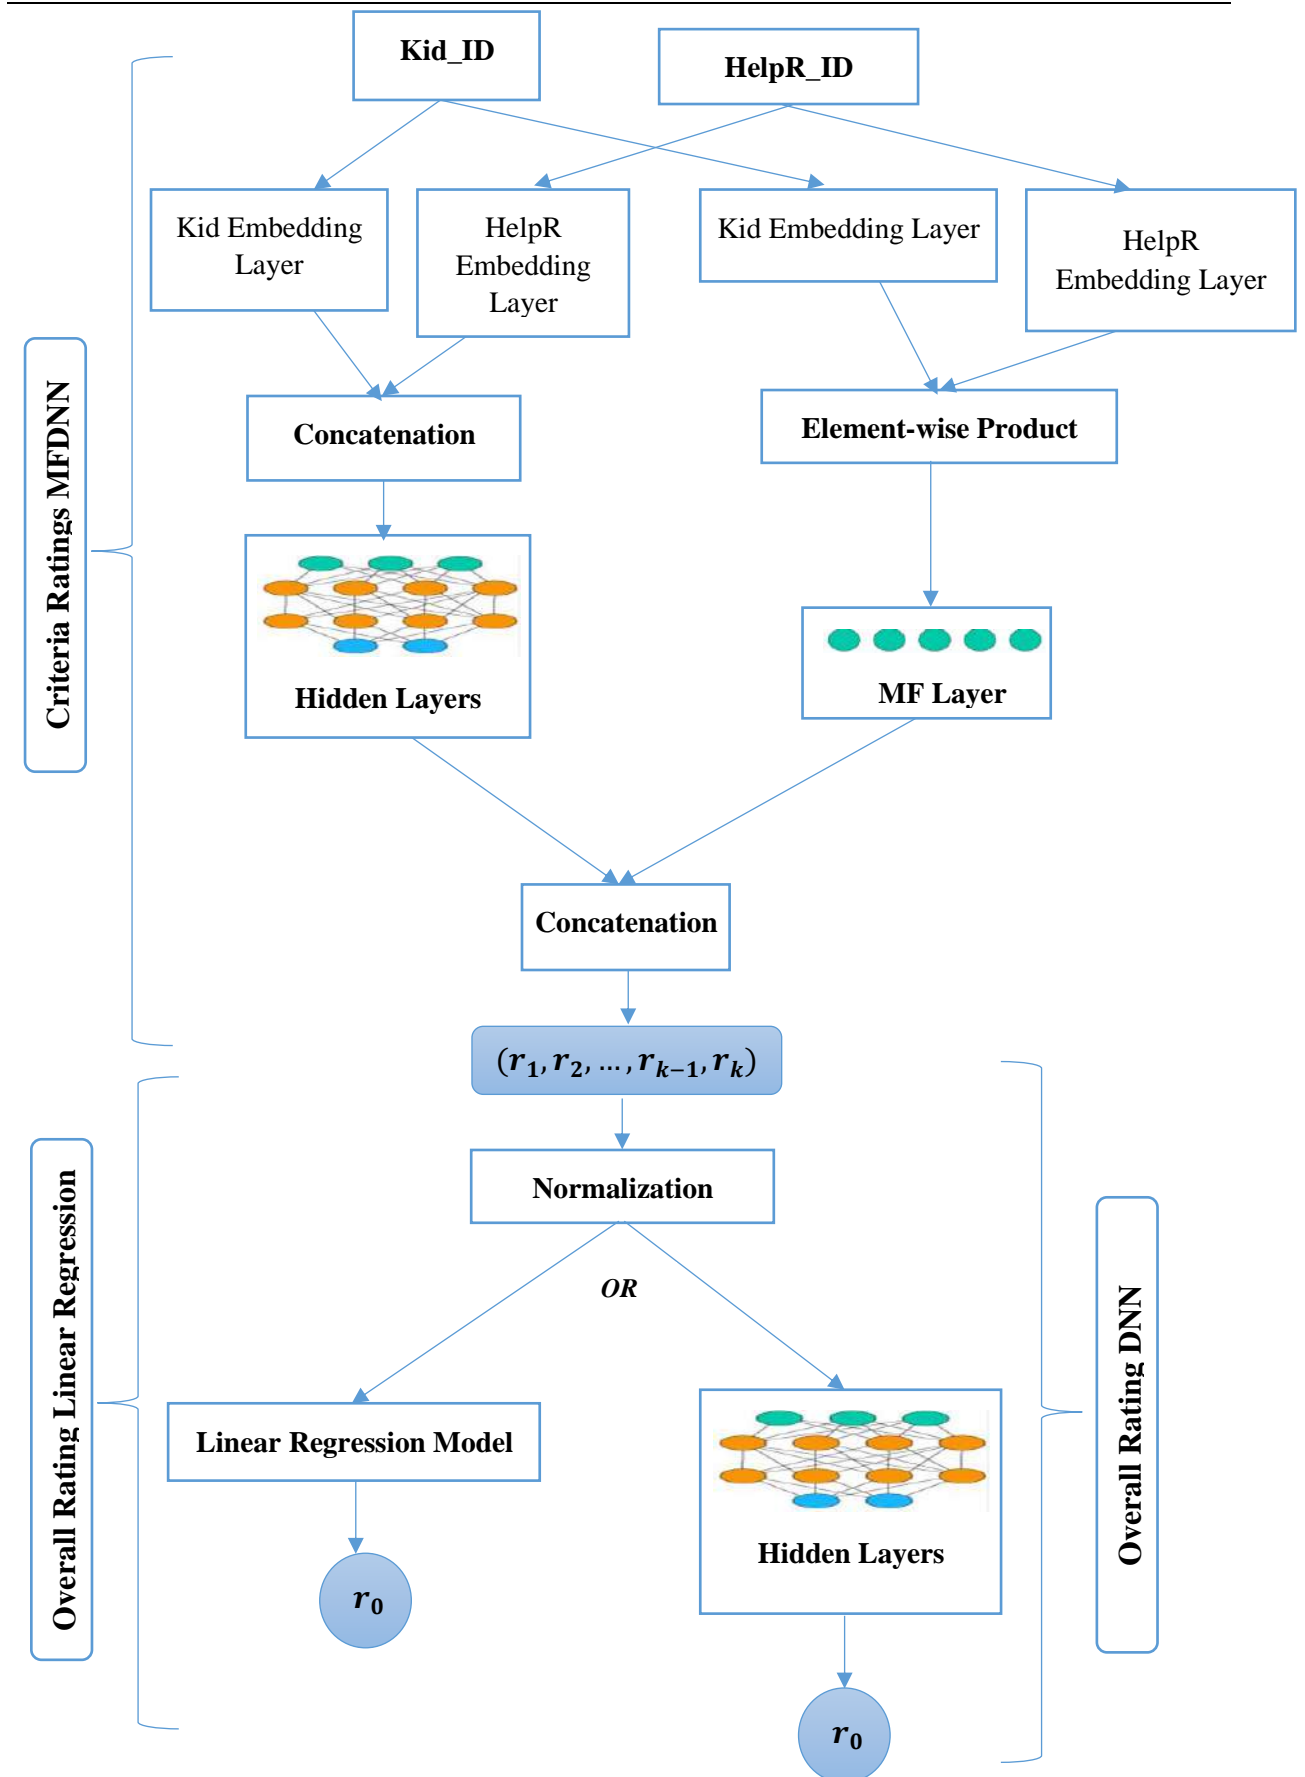 Kid_ID
HelpR_ID
Kid Embedding
Layer
HelpR
Embedding
Layer
Kid Embedding Layer
HelpR
Embedding Layer
Criteria Ratings MFDNN
Concatenation
Element-wise Product
Hidden Layers
MF Layer
Concatenation
(r₁, r₂, ..., rₖ₋₁, rₖ)
Normalization
OR
Overall Rating Linear Regression
Overall Rating DNN
Linear Regression Model
Hidden Layers
r₀
r₀